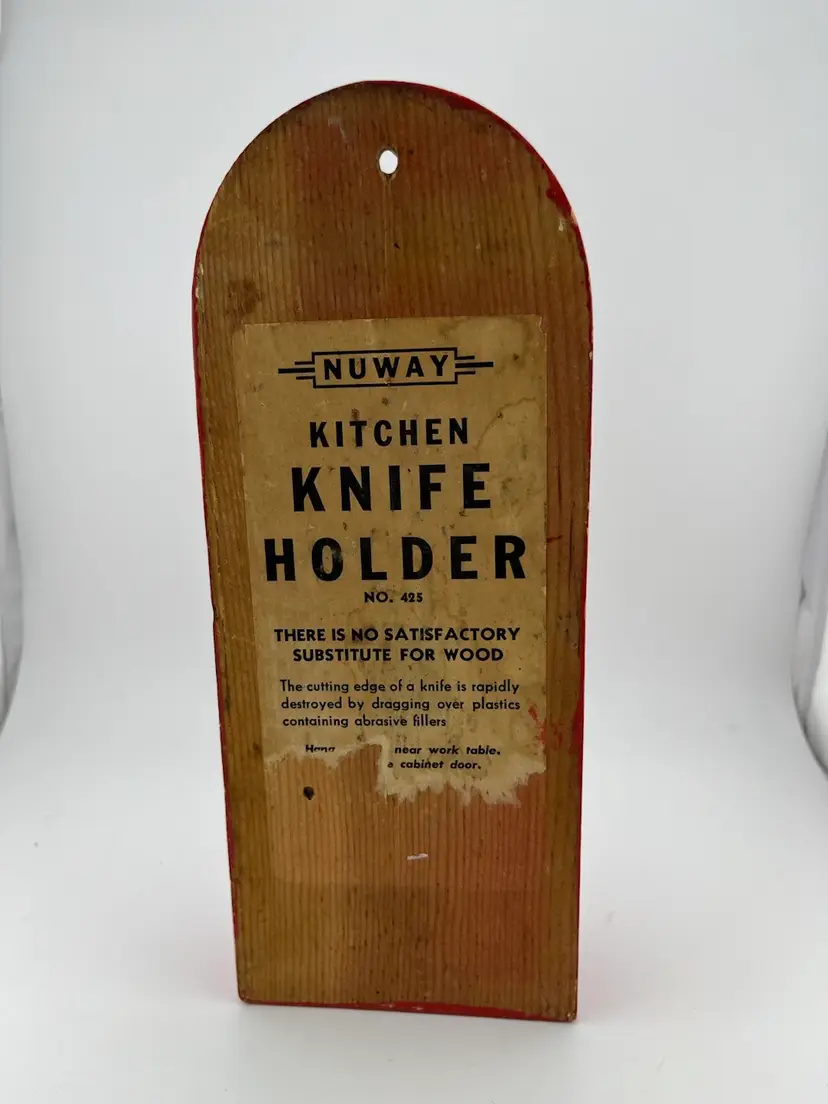 NUWAY
KITCHEN
KNIFE
HOLDER
NO. 425
THERE IS NO SATISFACTORY
SUBSTITUTE FOR WOOD
The cutting edge of a knife is rapidly
destroyed by dragging over plastics
containing abrasive fillers
Hang near work table.
cabinet door.